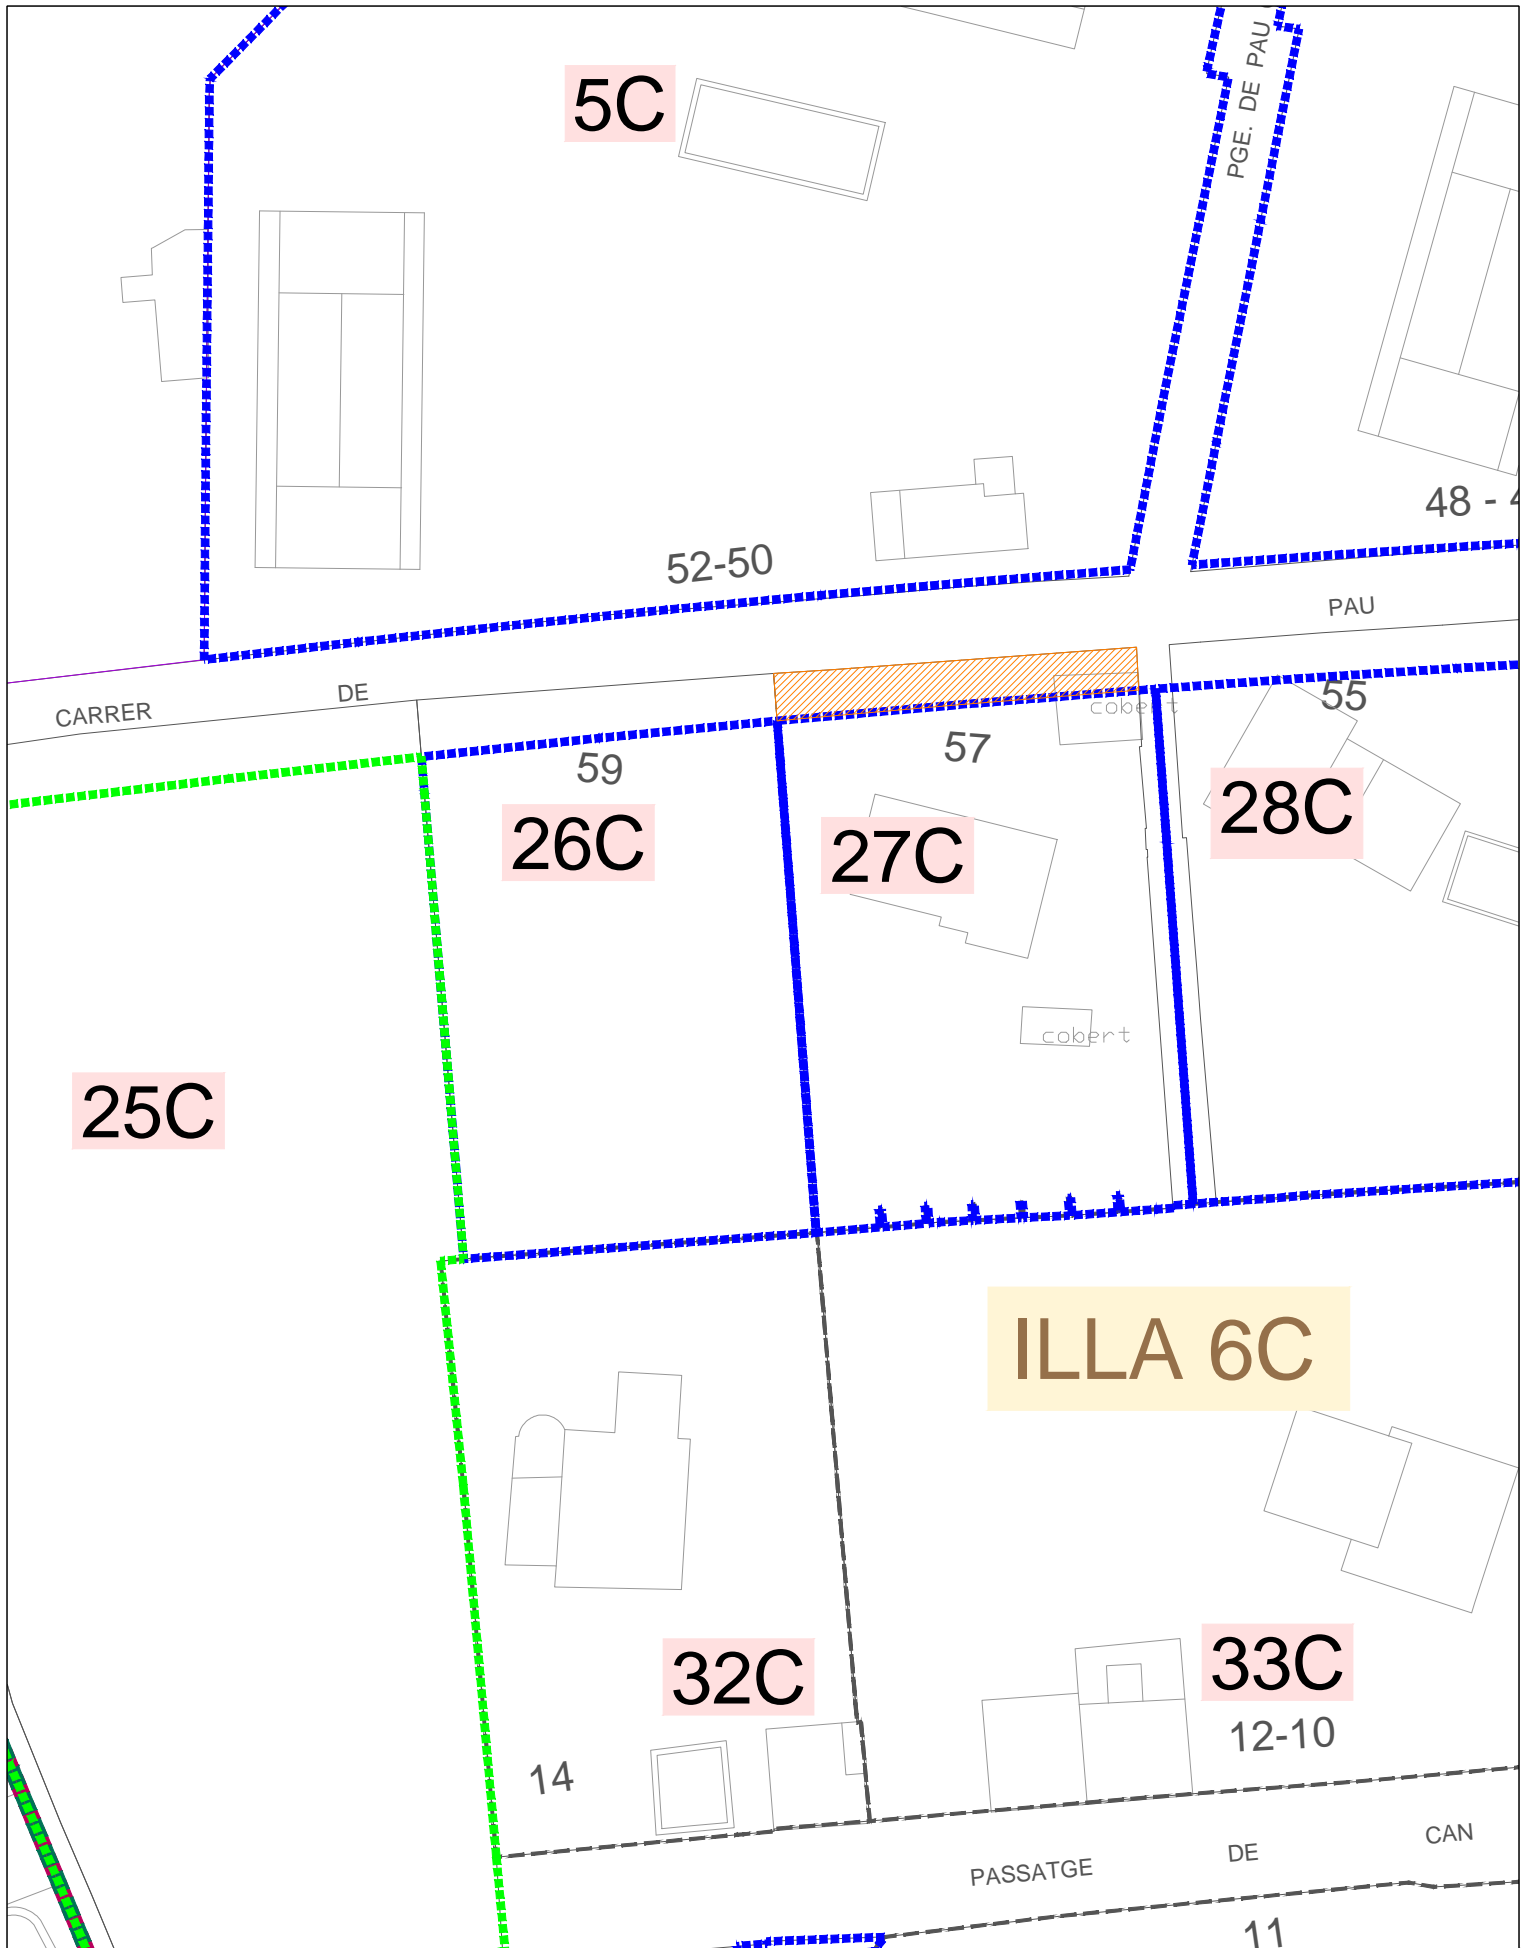 5C
PGE. DE PAU
48 - 4
52-50
PAU
CARRER
DE
cobert
55
57
59
26C
27C
28C
cobert
25C
ILLA 6C
32C
33C
12-10
14
PASSATGE
DE
CAN
11